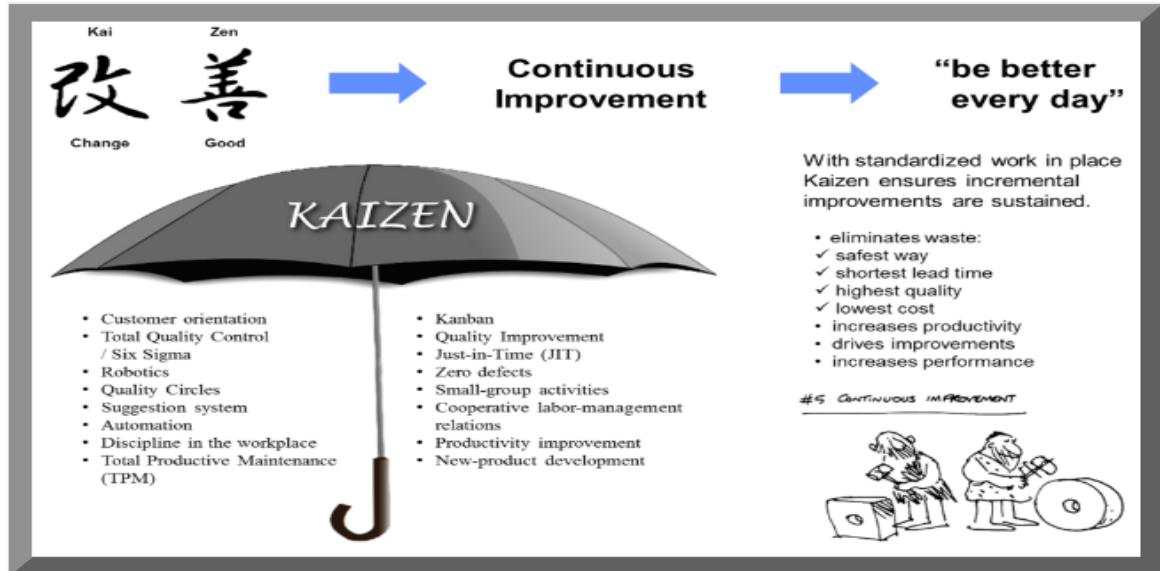 Kai Zen
改 善
Change Good
Continuous
Improvement
“be better
every day”
KAIZEN
• Customer orientation
• Total Quality Control
/ Six Sigma
• Robotics
• Quality Circles
• Suggestion system
• Automation
• Discipline in the workplace
• Total Productive Maintenance
(TPM)
• Kanban
• Quality Improvement
• Just-in-Time (JIT)
• Zero defects
• Small-group activities
• Cooperative labor-management
relations
• Productivity improvement
• New-product development
With standardized work in place
Kaizen ensures incremental
improvements are sustained.
• eliminates waste:
✓ safest way
✓ shortest lead time
✓ highest quality
✓ lowest cost
• increases productivity
• drives improvements
• increases performance
#5 CONTINUOUS IMPROVEMENT